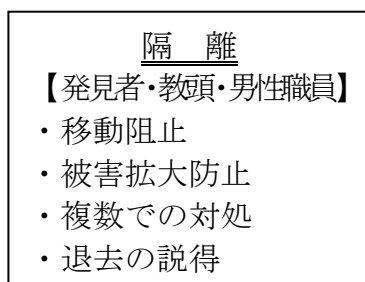 隔　離
【発見者・教頭・男性職員】
・移動阻止
・被害拡大防止
・複数での対処
・退去の説得